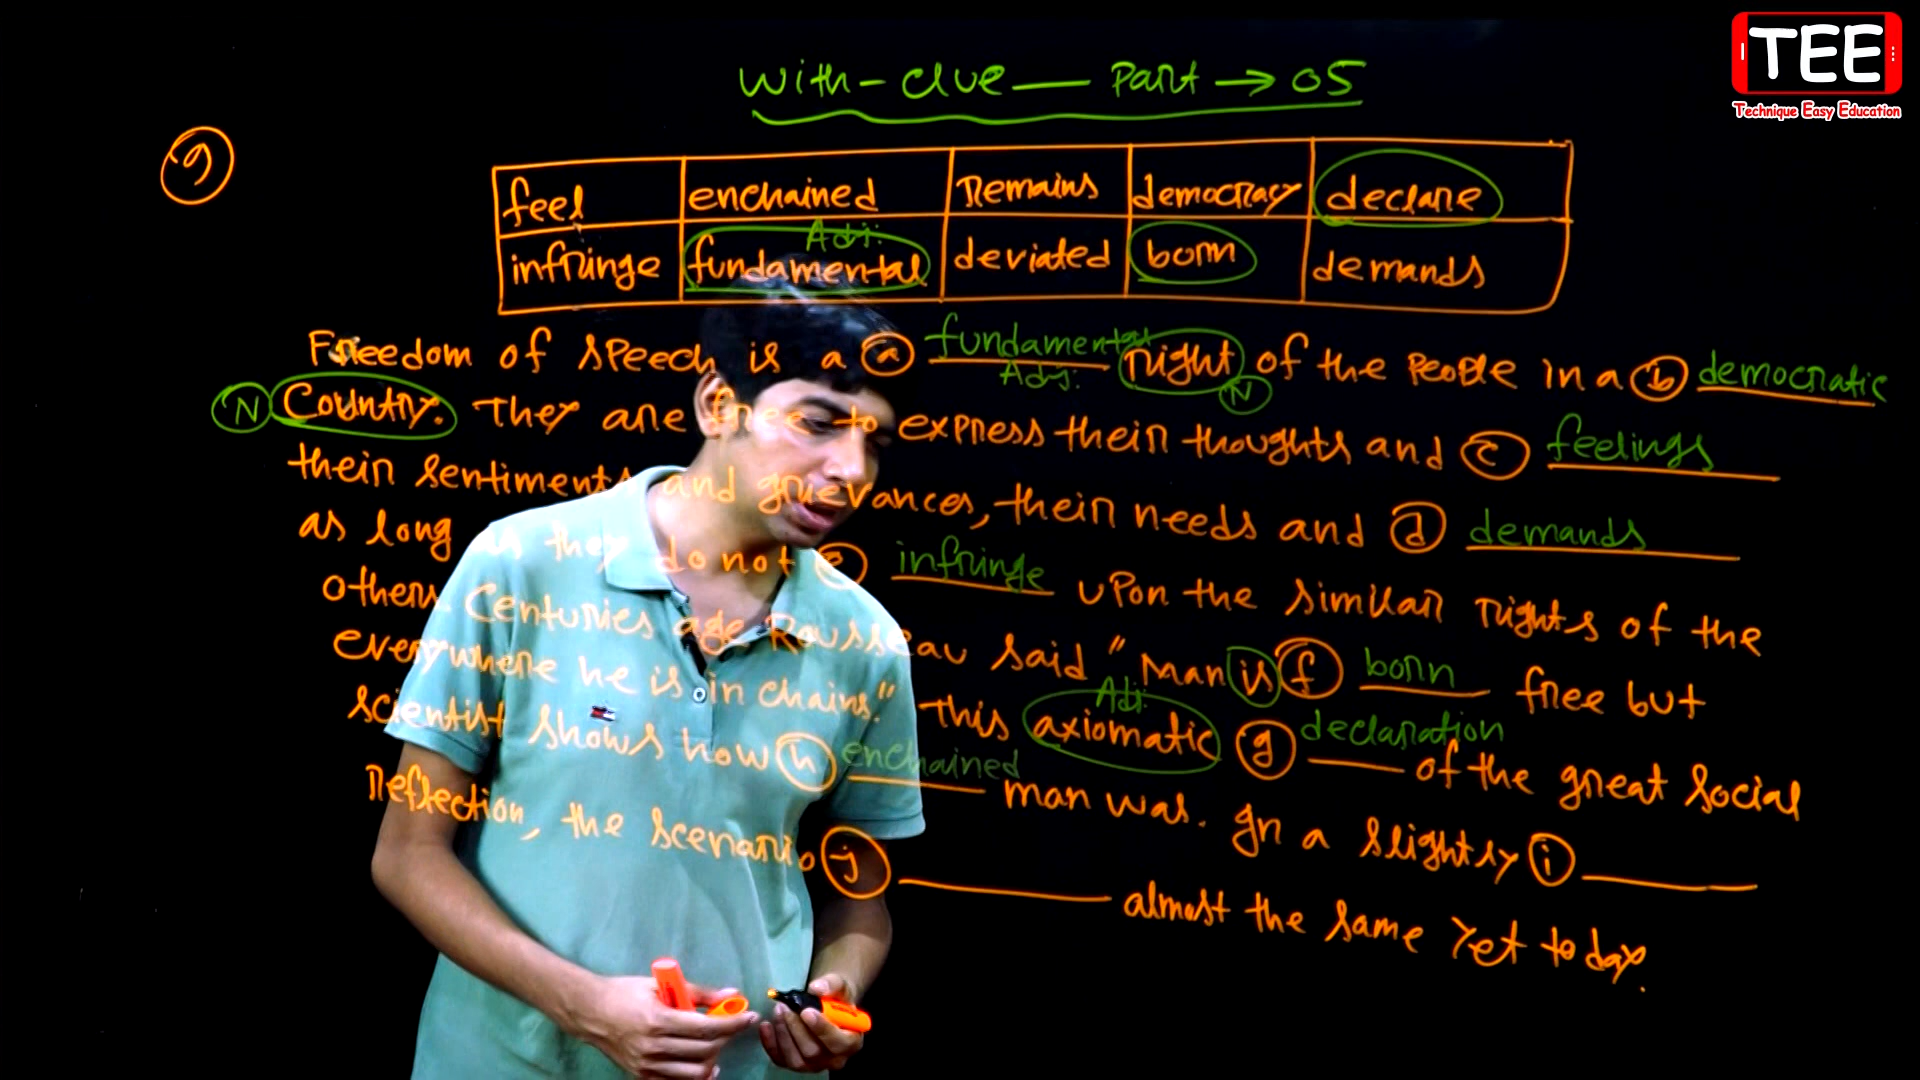 TEE
Technique Easy Education
With-clue — Part → 05
feel enchained Remains democracy declare
Adj:
infringe fundamental deviated born demands
Freedom of speech is a (a) fundamental right of the people in a (b) democratic
Adj: N
N Country. They are free to express their thoughts and (c) feelings
their sentiments and grievances, their needs and (d) demands
as long as they do not (e) infringe upon the similar rights of the
others. Centuries age Rousseau said "Man is (f) born free but
everywhere he is in chains." This axiomatic (g) declaration of the great social
Adj:
scientist shows how (h) enchained man was. In a slightly (i)
Reflection, the scenario (j) almost the same yet today.